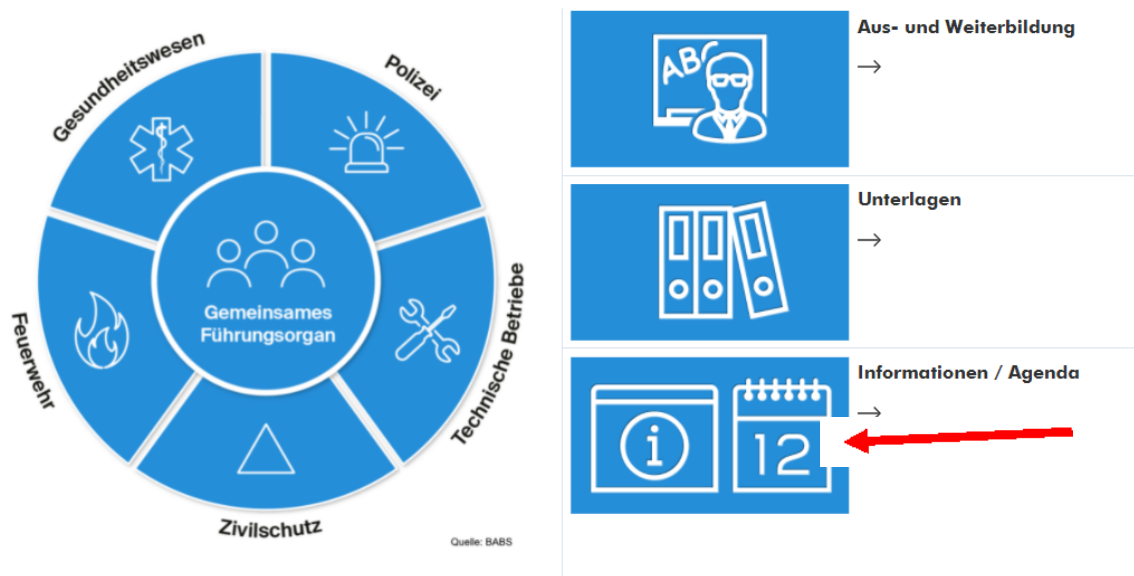 Gesundheitswesen
Polizei
Gemeinsames
Führungsorgan
Feuerwehr
Technische Betriebe
Zivilschutz
Quelle: BABS
ABC
Aus- und Weiterbildung
→
Unterlagen
→
i
12
Informationen / Agenda
→